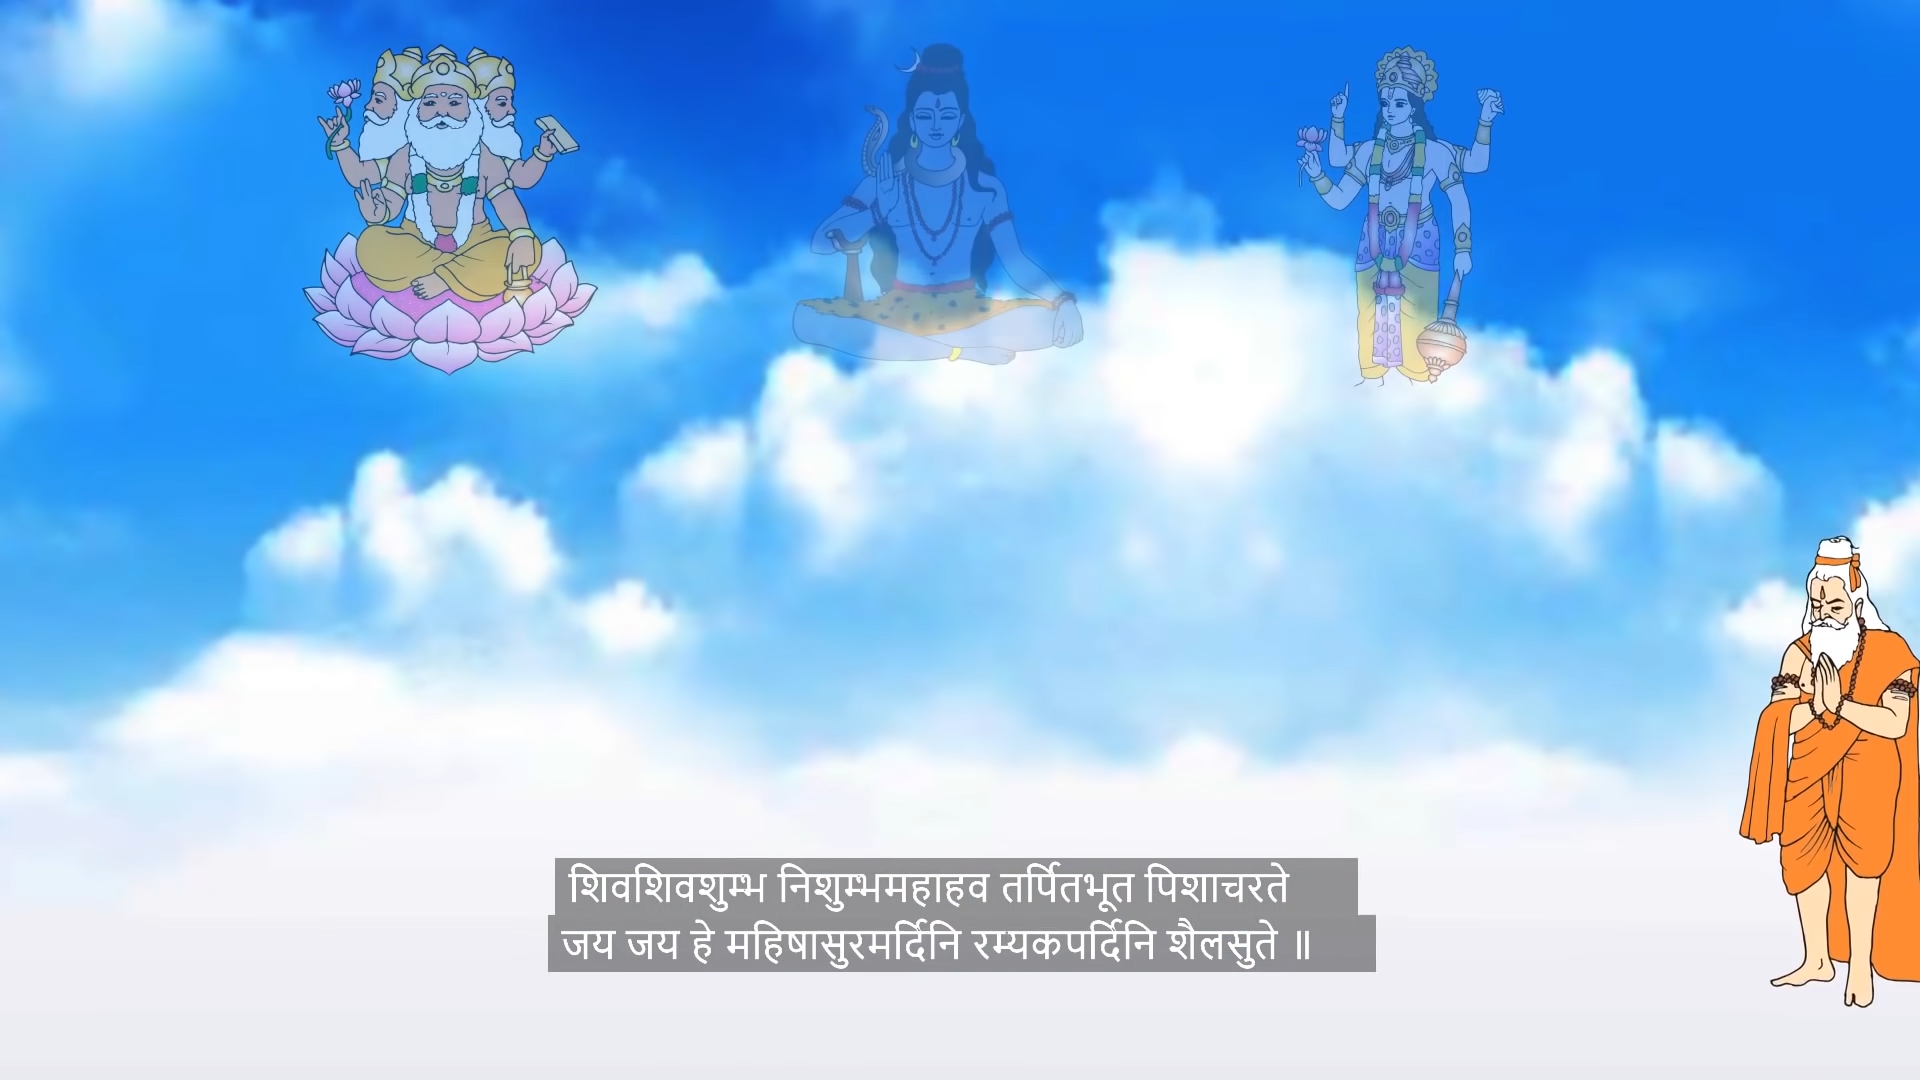 शिवशिवशुम्भ निशुम्भमहाहव तर्पितभूत पिशाचरते
जय जय हे महिषासुरमर्दिनि रम्यकपर्दिनि शैलसुते ॥